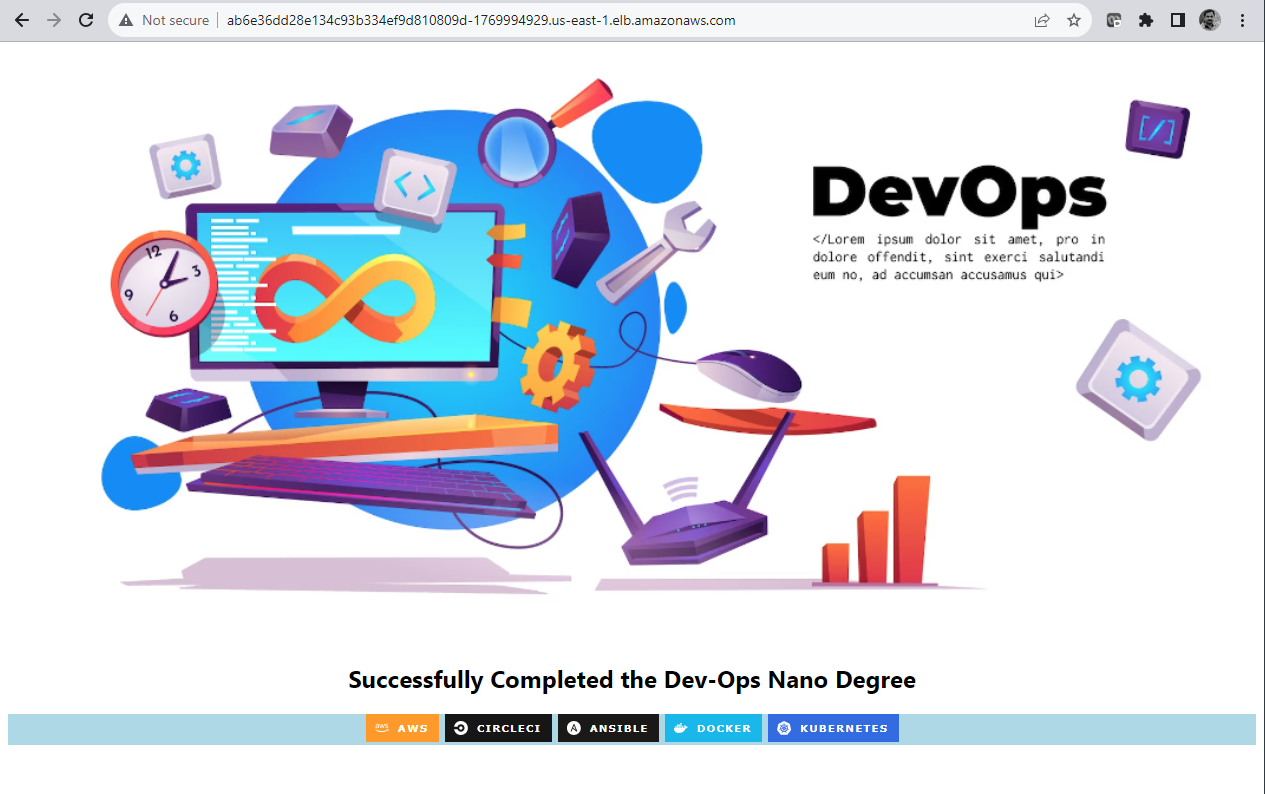 Not secure
ab6e36dd28e134c93b334ef9d810809d-1769994929.us-east-1.elb.amazonaws.com
12
3
9
6
< >
[/]
DevOps
</Lorem ipsum dolor sit amet, pro in
dolore offendit, sint exerci salutandi
eum no, ad accumsan accusamus qui>
Successfully Completed the Dev-Ops Nano Degree
aws AWS CIRCLECI A ANSIBLE DOCKER KUBERNETES